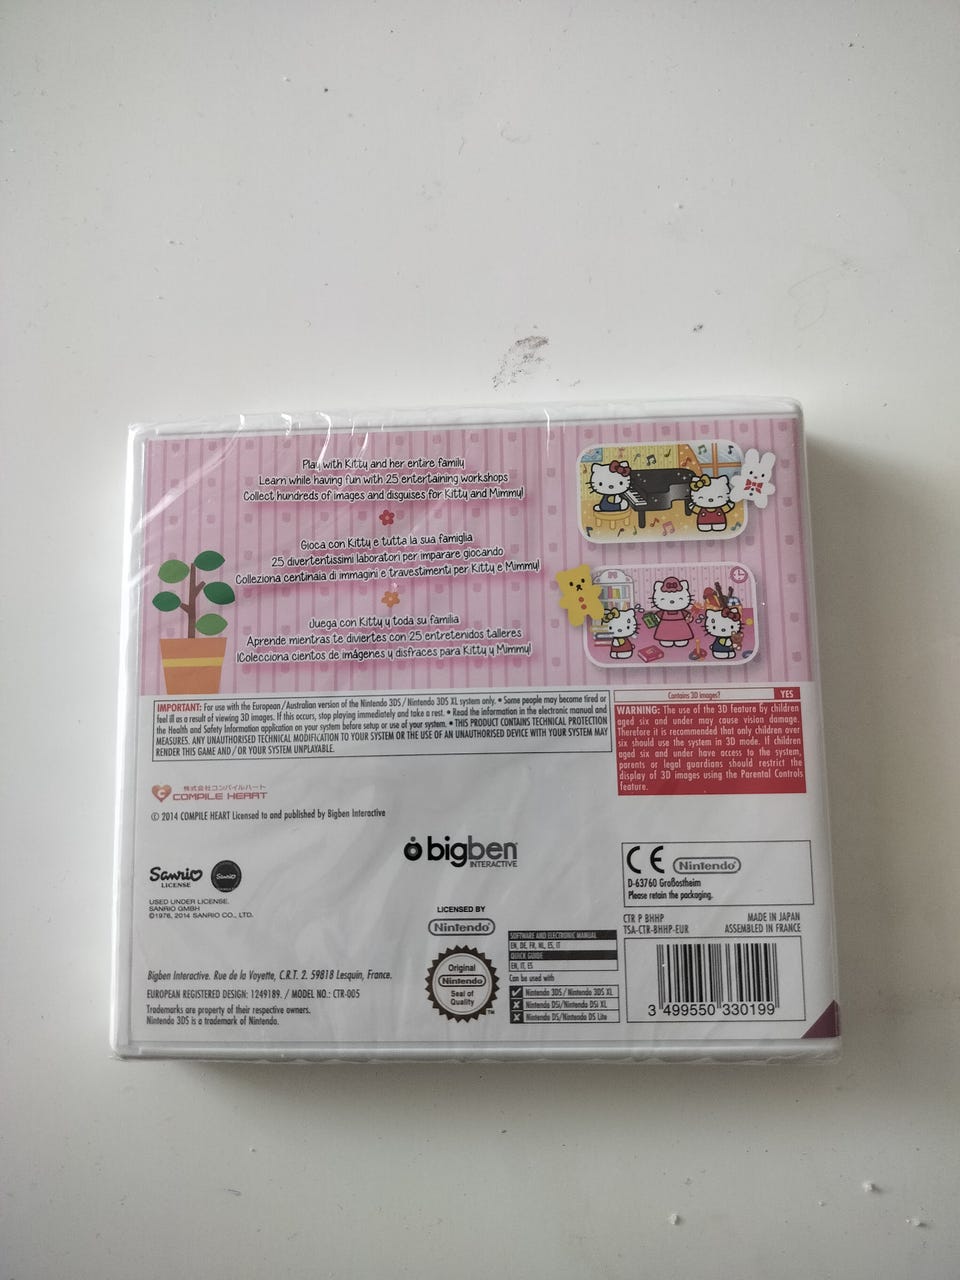 Play with Kitty and her entire family
Learn while having fun with 25 entertaining workshops
Collect hundreds of images and disguises for Kitty and Mimmy!
Gioca con Kitty e tutta la sua famiglia
25 divertentissimi laboratori per imparare giocando
Colleziona centinaia di immagini e travestimenti per Kitty e Mimmy!
Juega con Kitty y toda su familia
Aprende mientras te diviertes con 25 entretenidos talleres
¡Colecciona cientos de imágenes y disfraces para Kitty y Mimmy!
IMPORTANT: For use with the European/Australian version of the Nintendo 3DS/Nintendo 3DS XL system only. • Some people may become tired or
feel ill as a result of viewing 3D images. If this occurs, stop playing immediately and take a rest. • Read the information in the electronic manual and
the Health and Safety Information application on your system before setup or use of your system. • THIS PRODUCT CONTAINS TECHNICAL PROTECTION
MEASURES. ANY UNAUTHORISED TECHNICAL MODIFICATION TO YOUR SYSTEM OR THE USE OF AN UNAUTHORISED DEVICE WITH YOUR SYSTEM MAY
RENDER THIS GAME AND/OR YOUR SYSTEM UNPLAYABLE.
Contains 3D images? YES
WARNING: The use of the 3D feature by children
aged six and under may cause vision damage.
Therefore it is recommended that only children over
six should use the system in 3D mode. If children
aged six and under have access to the system,
parents or legal guardians should restrict the
display of 3D images using the Parental Controls
feature.
株式会社コンパイルハート
COMPILE HEART
© 2014 COMPILE HEART Licensed to and published by Bigben Interactive
bigben
INTERACTIVE
Sanrio
LICENSE
Sanrio
USED UNDER LICENSE.
SANRIO GMBH
©1976, 2014 SANRIO CO., LTD.
CE Nintendo
D-63760 Großostheim
Please retain the packaging.
LICENSED BY
Nintendo
CTR P BHHP MADE IN JAPAN
TSA-CTR-BHHP-EUR ASSEMBLED IN FRANCE
SOFTWARE AND ELECTRONIC MANUAL
EN, DE, FR, NL, ES, IT
QUICK GUIDE
EN, IT, ES
Can be used with
Nintendo 3DS/Nintendo 3DS XL
Nintendo DSi/Nintendo DSi XL
Nintendo DS/Nintendo DS Lite
Original
Nintendo
Seal of
Quality
TM
Bigben Interactive. Rue de la Voyette, C.R.T. 2. 59818 Lesquin, France.
EUROPEAN REGISTERED DESIGN: 1249189. / MODEL NO.: CTR-005
Trademarks are property of their respective owners.
Nintendo 3DS is a trademark of Nintendo.
3 499550 330199